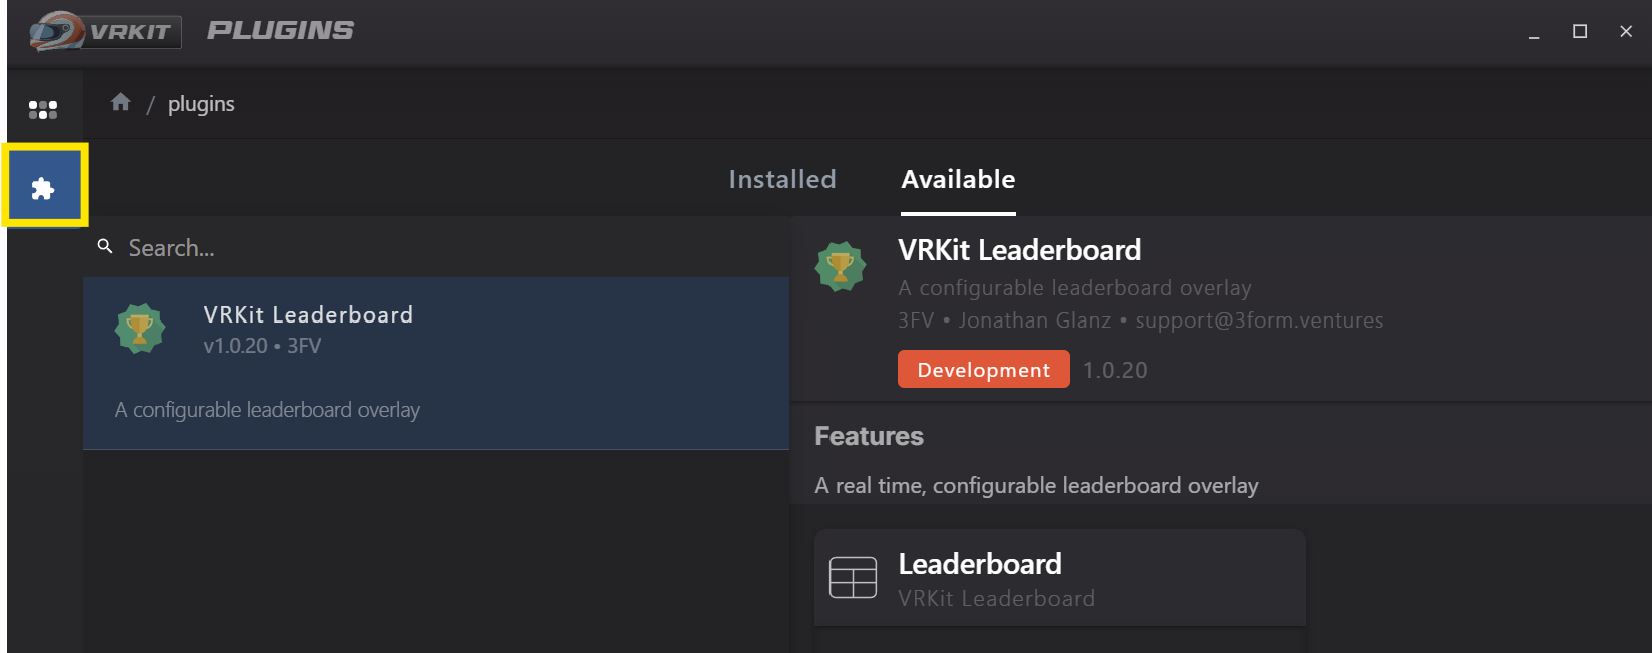 VRKIT PLUGINS
/ plugins
Installed Available
Search...
VRKit Leaderboard
v1.0.20 • 3FV
A configurable leaderboard overlay
VRKit Leaderboard
A configurable leaderboard overlay
3FV • Jonathan Glanz • support@3form.ventures
Development 1.0.20
Features
A real time, configurable leaderboard overlay
Leaderboard
VRKit Leaderboard